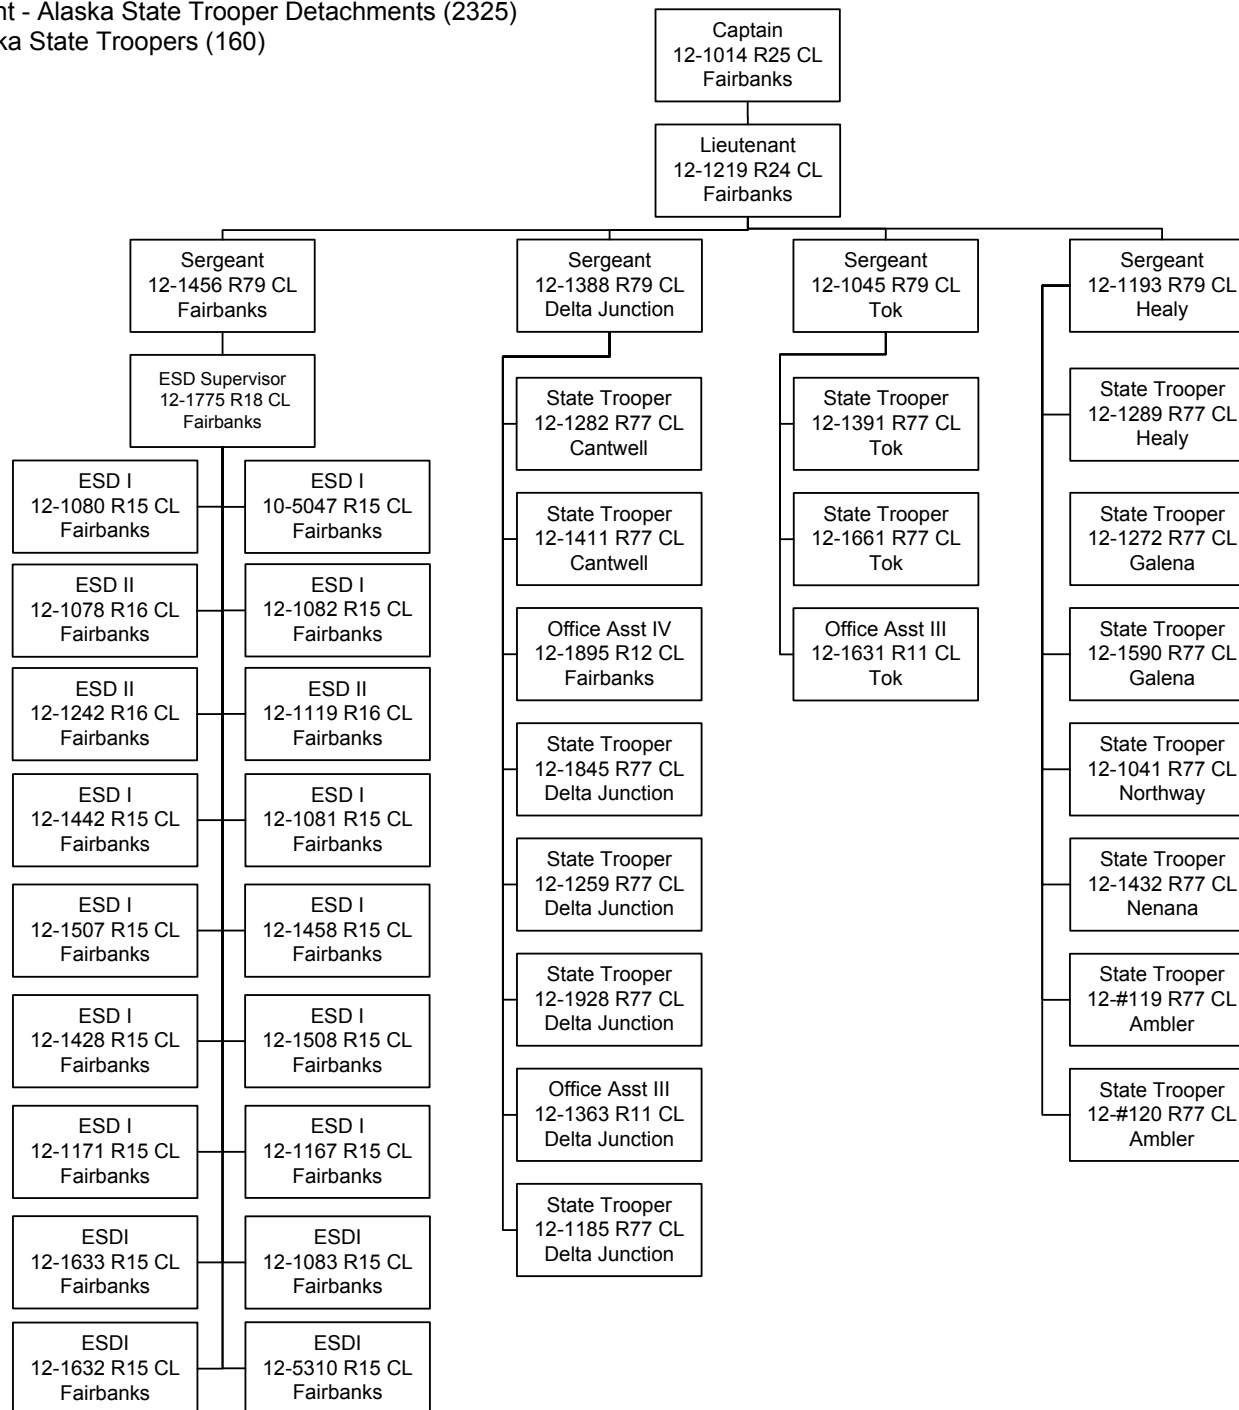 nt - Alaska State Trooper Detachments (2325)
ka State Troopers (160)
Captain
12-1014 R25 CL
Fairbanks
Lieutenant
12-1219 R24 CL
Fairbanks
Sergeant
12-1456 R79 CL
Fairbanks
ESD Supervisor
12-1775 R18 CL
Fairbanks
ESD I
12-1080 R15 CL
Fairbanks
ESD I
10-5047 R15 CL
Fairbanks
ESD II
12-1078 R16 CL
Fairbanks
ESD I
12-1082 R15 CL
Fairbanks
ESD II
12-1242 R16 CL
Fairbanks
ESD II
12-1119 R16 CL
Fairbanks
ESD I
12-1442 R15 CL
Fairbanks
ESD I
12-1081 R15 CL
Fairbanks
ESD I
12-1507 R15 CL
Fairbanks
ESD I
12-1458 R15 CL
Fairbanks
ESD I
12-1428 R15 CL
Fairbanks
ESD I
12-1508 R15 CL
Fairbanks
ESD I
12-1171 R15 CL
Fairbanks
ESD I
12-1167 R15 CL
Fairbanks
ESDI
12-1633 R15 CL
Fairbanks
ESDI
12-1083 R15 CL
Fairbanks
ESDI
12-1632 R15 CL
Fairbanks
ESDI
12-5310 R15 CL
Fairbanks
Sergeant
12-1388 R79 CL
Delta Junction
State Trooper
12-1282 R77 CL
Cantwell
State Trooper
12-1411 R77 CL
Cantwell
Office Asst IV
12-1895 R12 CL
Fairbanks
State Trooper
12-1845 R77 CL
Delta Junction
State Trooper
12-1259 R77 CL
Delta Junction
State Trooper
12-1928 R77 CL
Delta Junction
Office Asst III
12-1363 R11 CL
Delta Junction
State Trooper
12-1185 R77 CL
Delta Junction
Sergeant
12-1045 R79 CL
Tok
State Trooper
12-1391 R77 CL
Tok
State Trooper
12-1661 R77 CL
Tok
Office Asst III
12-1631 R11 CL
Tok
Sergeant
12-1193 R79 CL
Healy
State Trooper
12-1289 R77 CL
Healy
State Trooper
12-1272 R77 CL
Galena
State Trooper
12-1590 R77 CL
Galena
State Trooper
12-1041 R77 CL
Northway
State Trooper
12-1432 R77 CL
Nenana
State Trooper
12-#119 R77 CL
Ambler
State Trooper
12-#120 R77 CL
Ambler